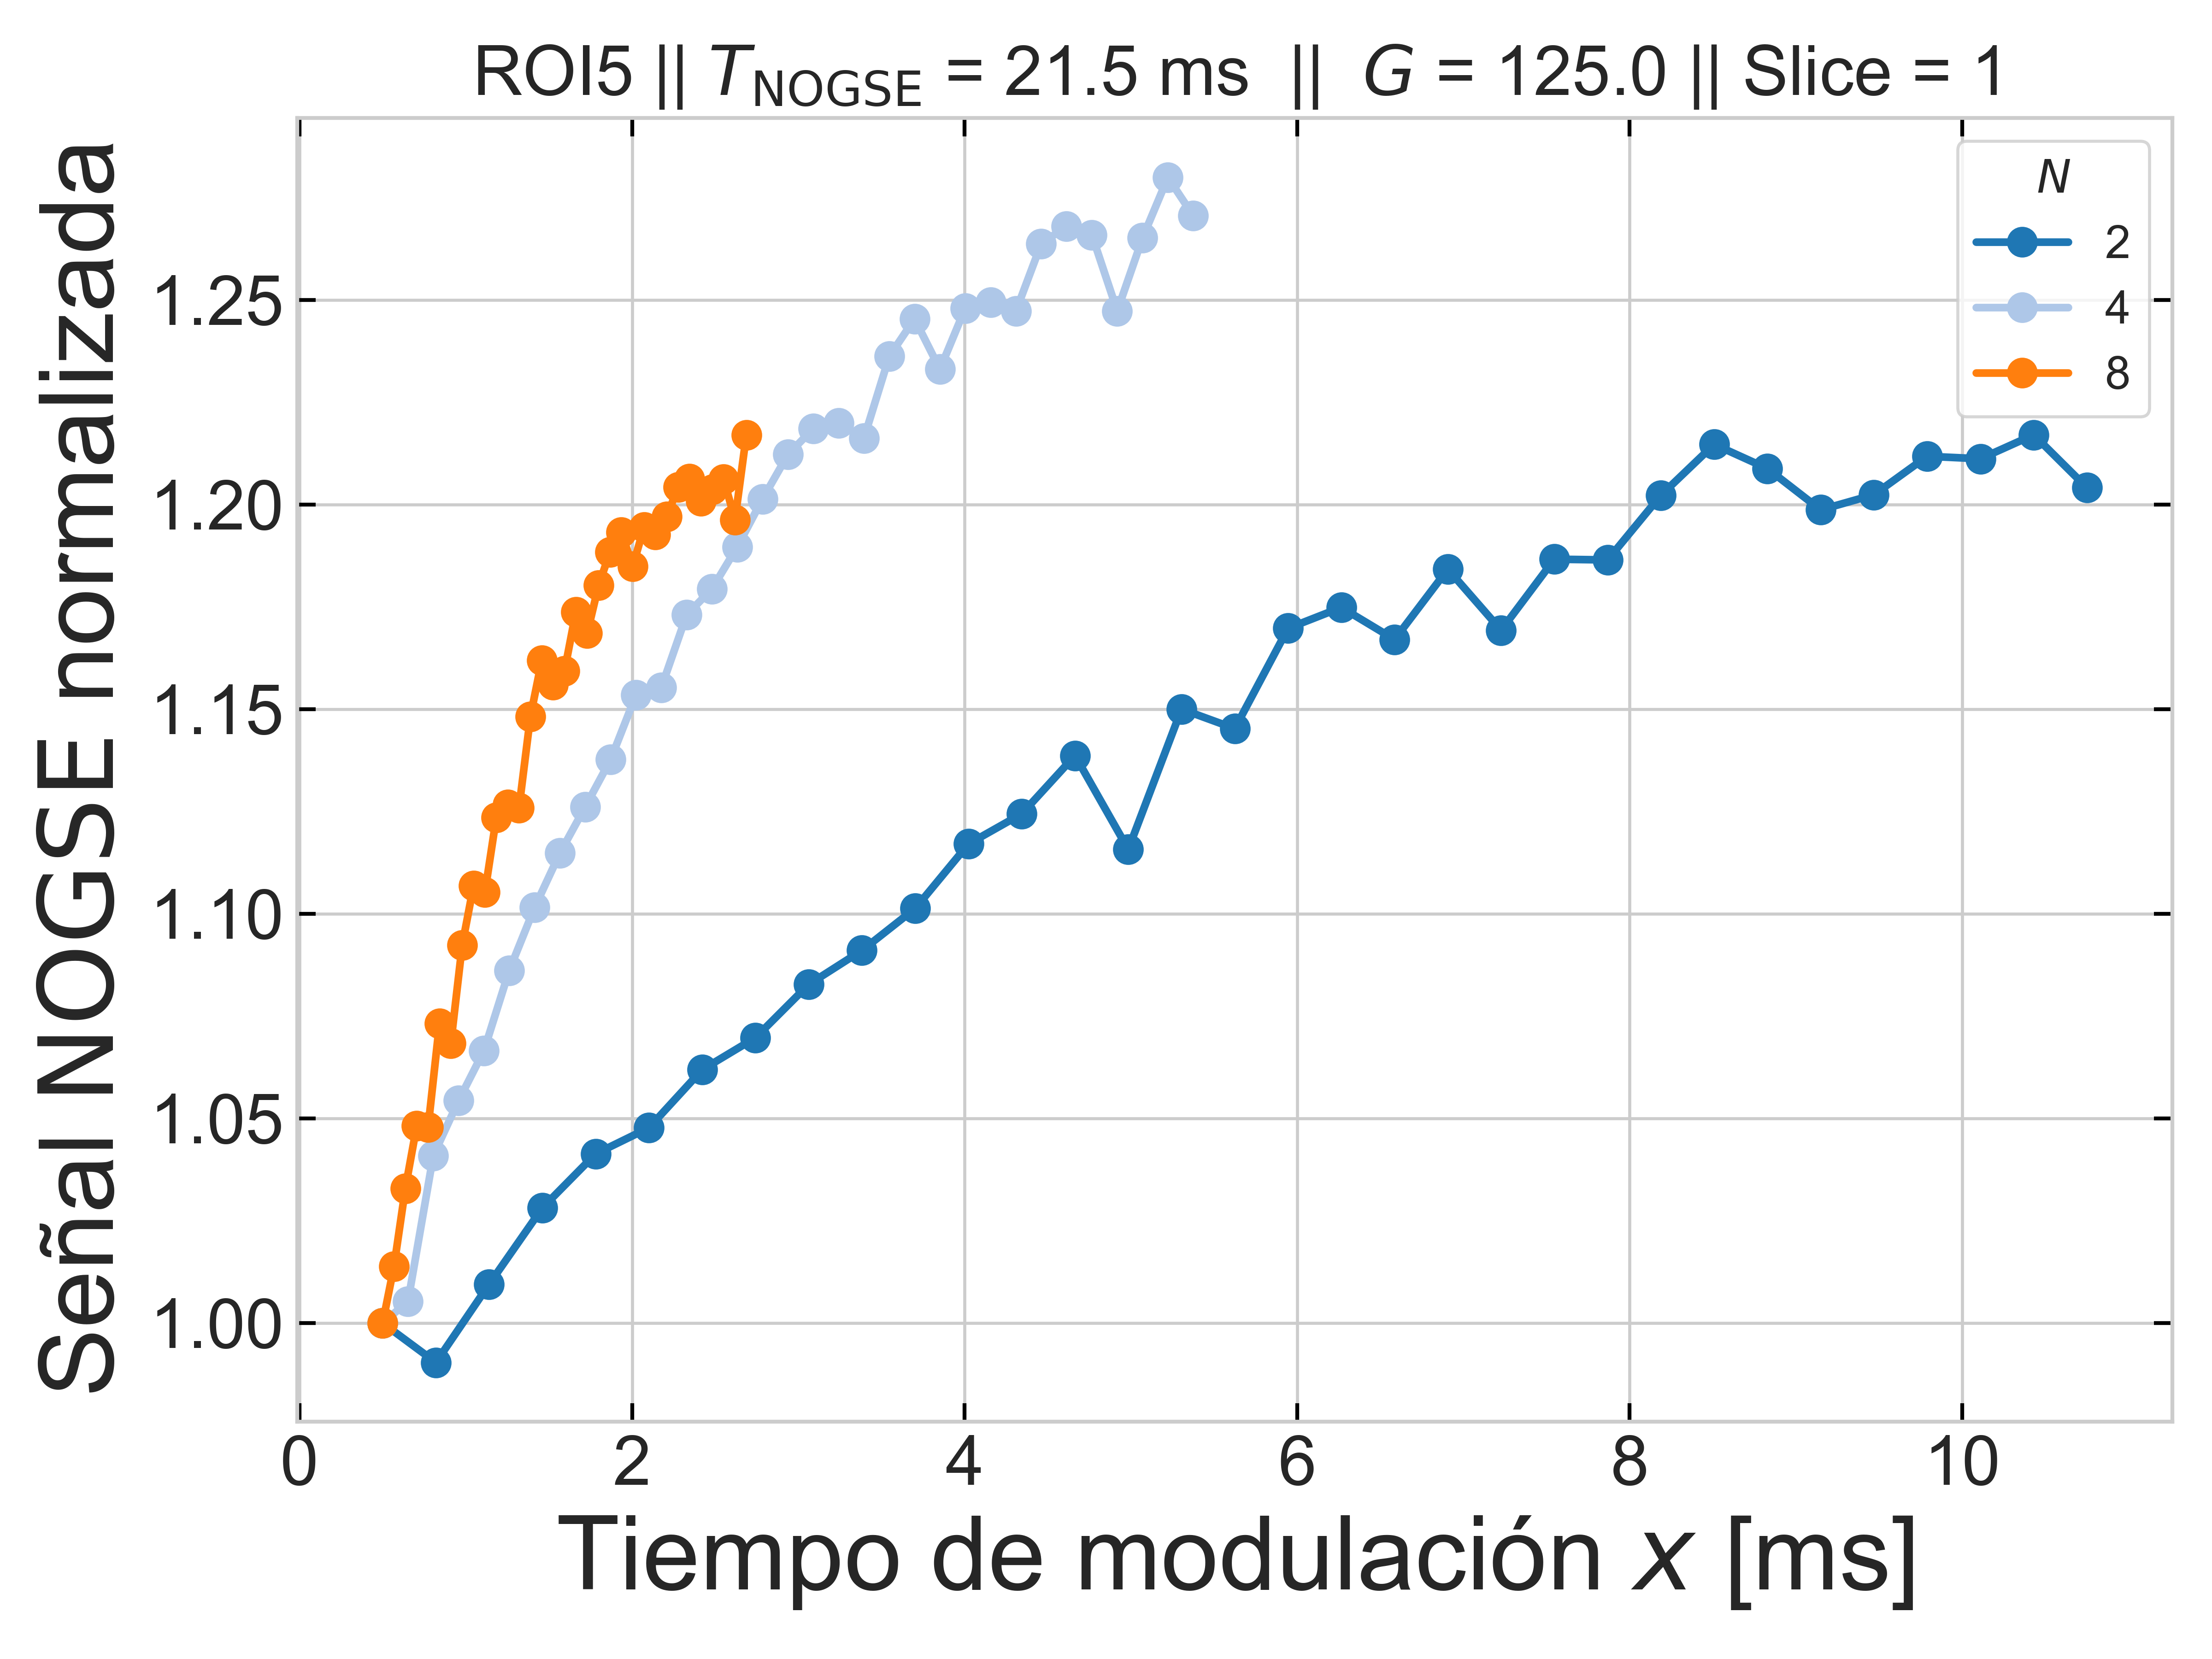 ROI5 || T_NOGSE = 21.5 ms || G = 125.0 || Slice = 1
Señal NOGSE normalizada
1.25
1.20
1.15
1.10
1.05
1.00
N
2
4
8
0 2 4 6 8 10
Tiempo de modulación x [ms]